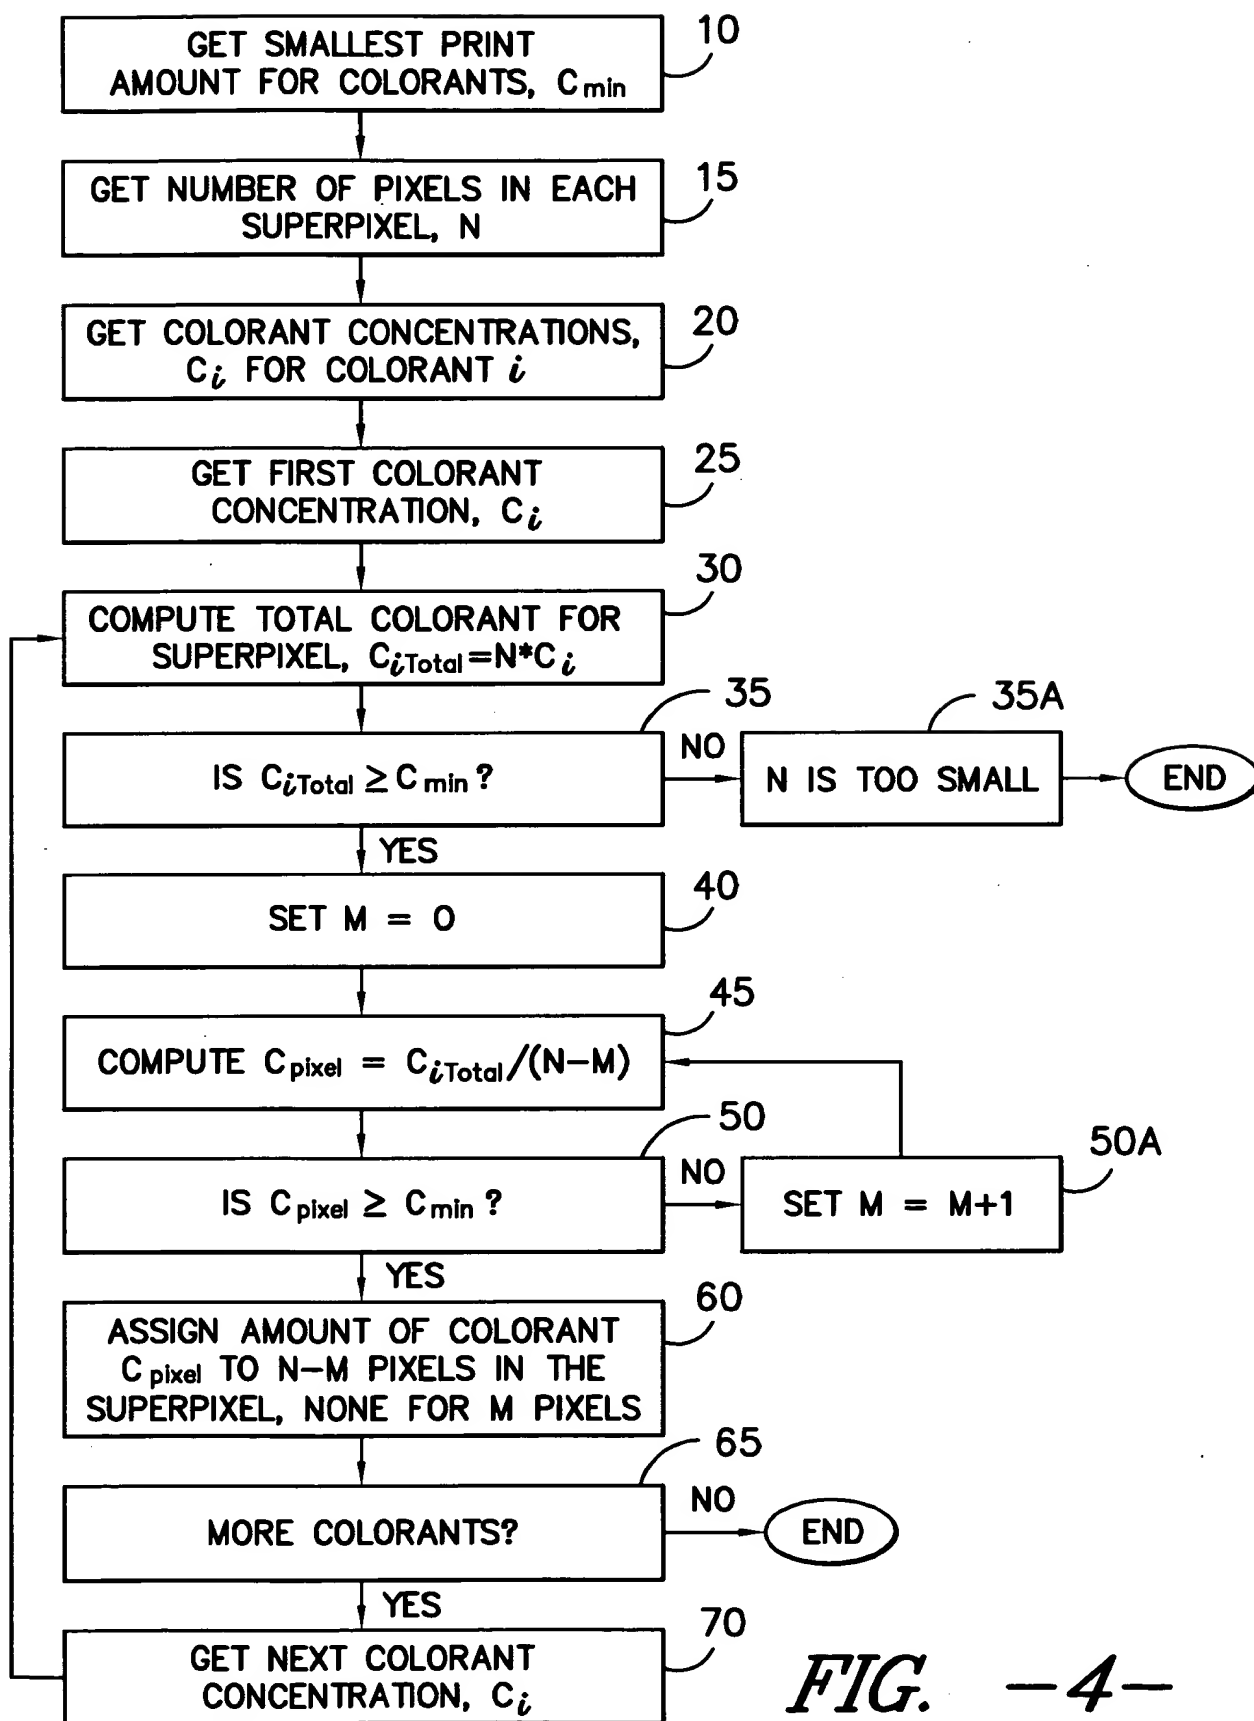 GET SMALLEST PRINT
AMOUNT FOR COLORANTS, Cmin
10
GET NUMBER OF PIXELS IN EACH
SUPERPIXEL, N
15
GET COLORANT CONCENTRATIONS,
Ci FOR COLORANT i
20
GET FIRST COLORANT
CONCENTRATION, Ci
25
COMPUTE TOTAL COLORANT FOR
SUPERPIXEL, CiTotal=N*Ci
30
IS CiTotal ≥ Cmin?
35
NO
N IS TOO SMALL
35A
END
YES
SET M = 0
40
COMPUTE Cpixel = CiTotal/(N-M)
45
IS Cpixel ≥ Cmin?
50
NO
SET M = M+1
50A
YES
ASSIGN AMOUNT OF COLORANT
Cpixel TO N-M PIXELS IN THE
SUPERPIXEL, NONE FOR M PIXELS
60
MORE COLORANTS?
65
NO
END
YES
GET NEXT COLORANT
CONCENTRATION, Ci
70
FIG. -4-